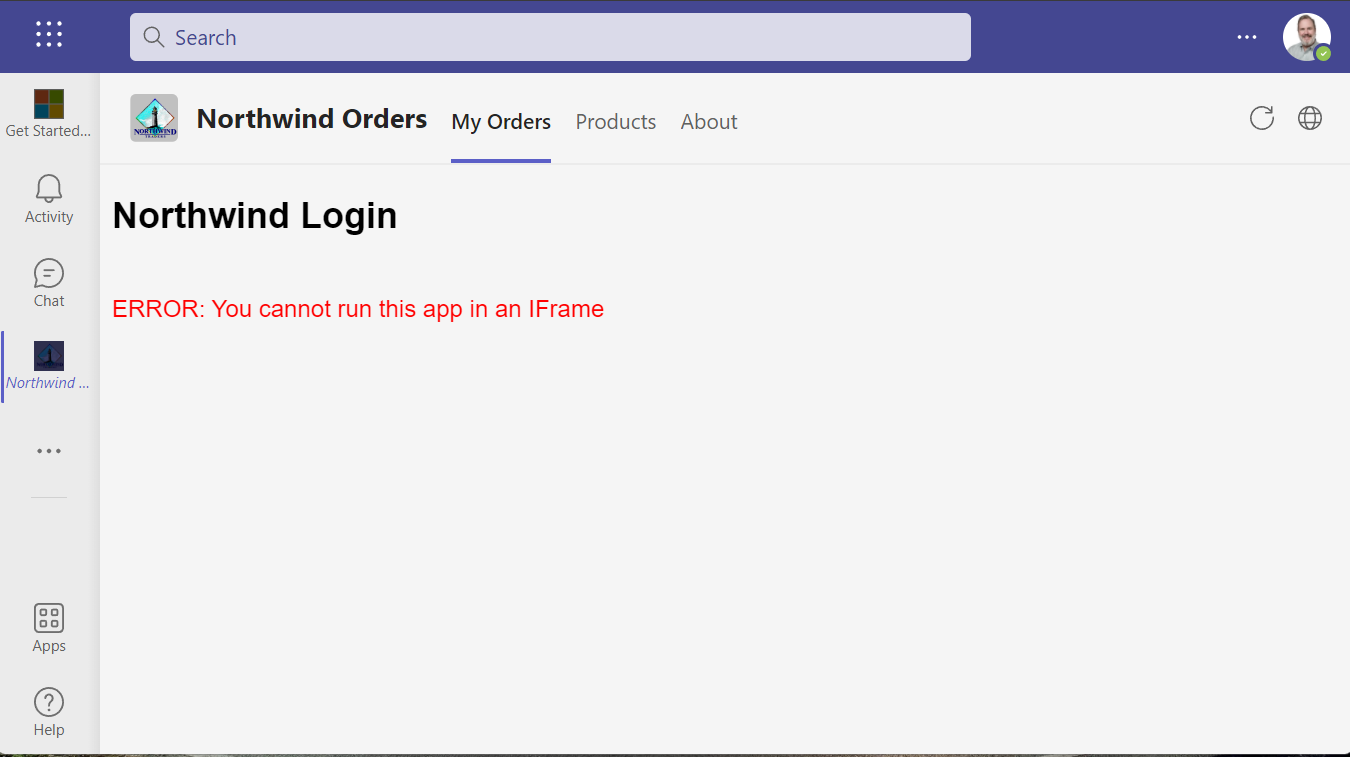 Search
Get Started...
Activity
Chat
Northwind ...
Apps
Help
NORTHWIND
TRADERS
Northwind Orders
My Orders
Products
About
Northwind Login
ERROR: You cannot run this app in an IFrame